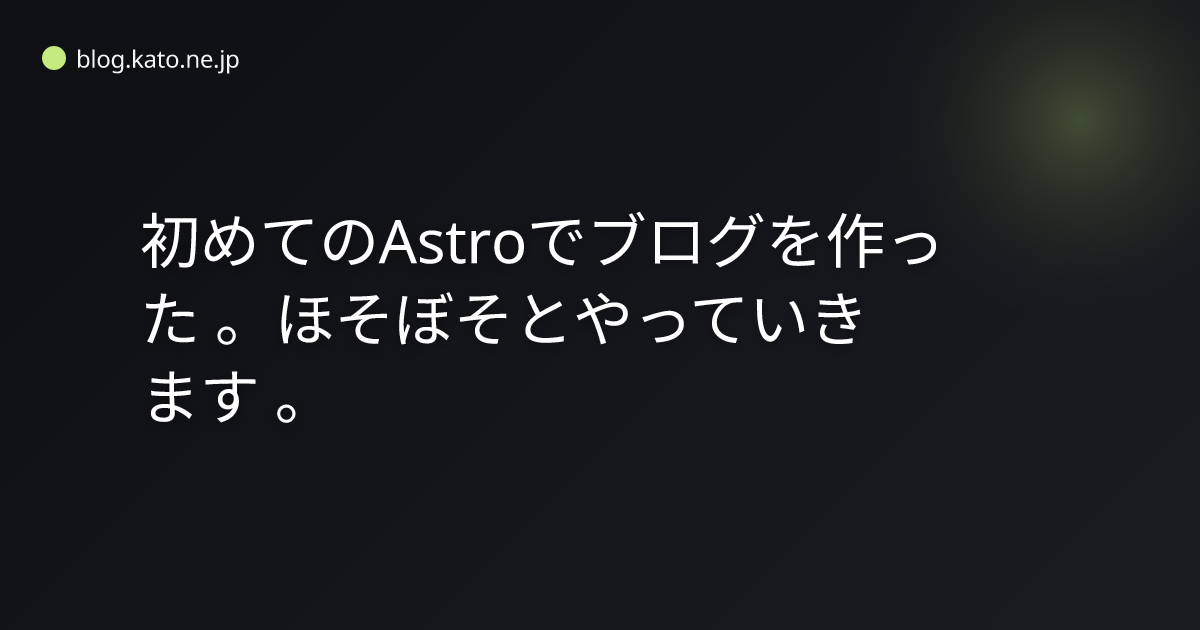 blog.kato.ne.jp
初めてのAstroでブログを作っ
た 。ほそぼそとやっていき
ます 。